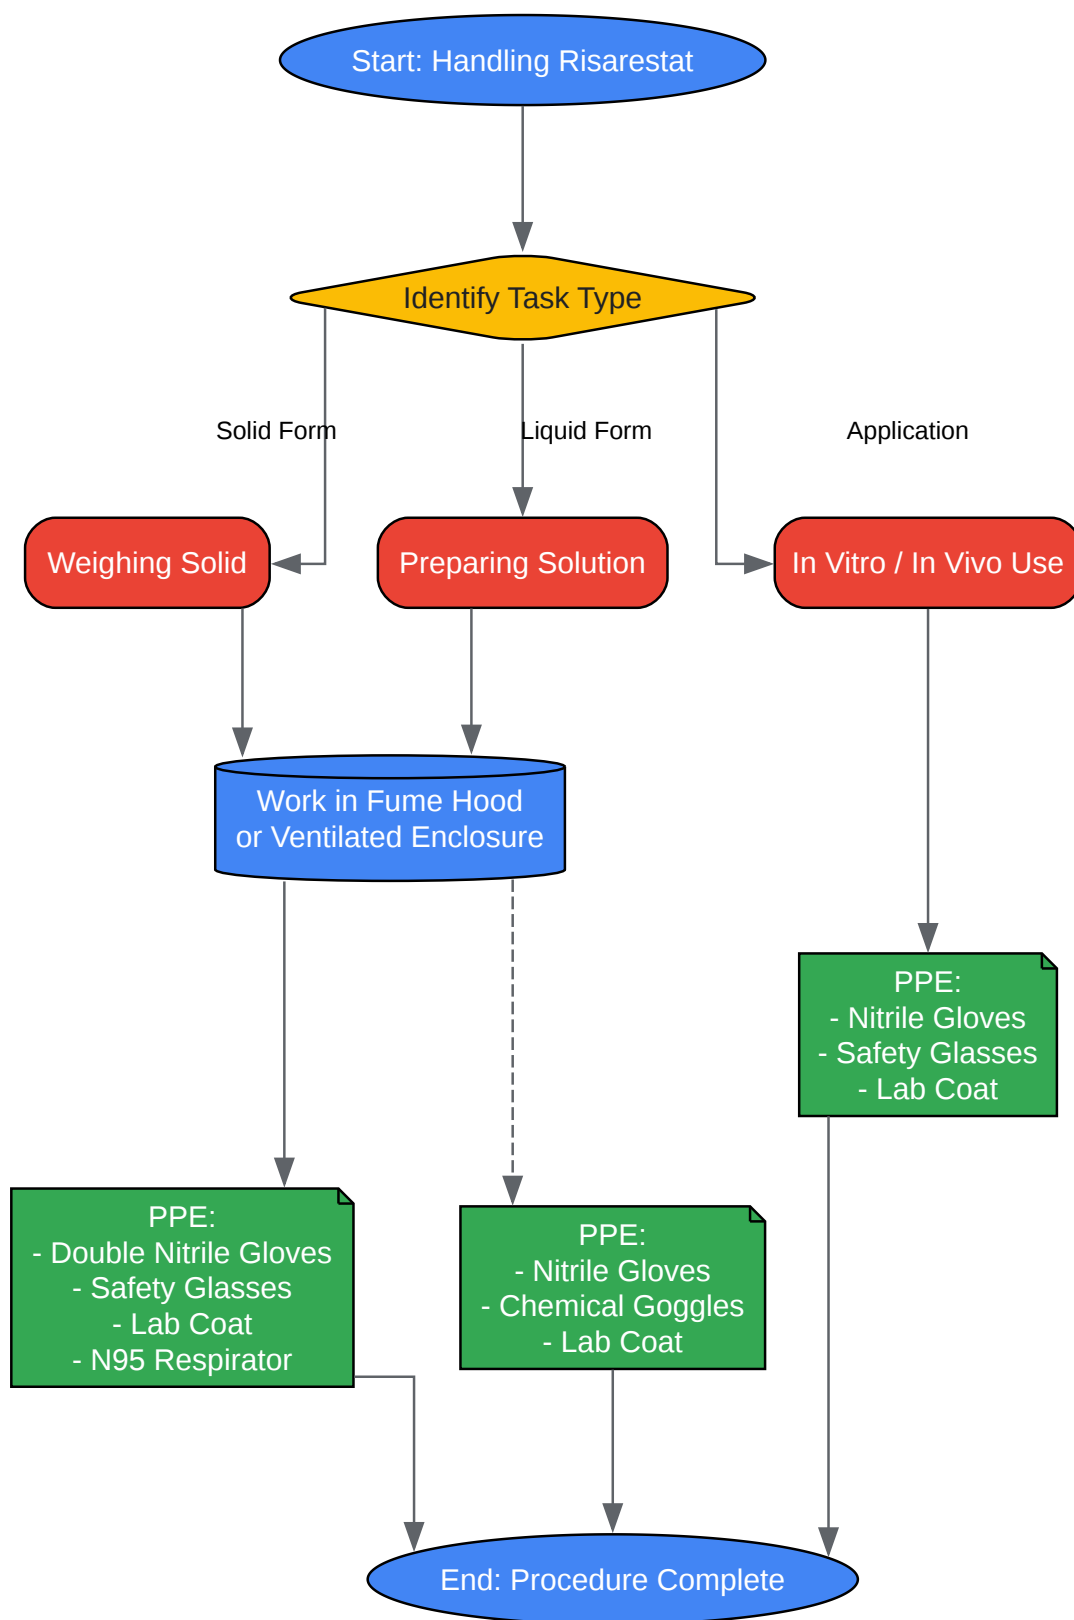 Start: Handling Risarestat
Identify Task Type
Solid Form
Liquid Form
Application
Weighing Solid
Preparing Solution
In Vitro / In Vivo Use
Work in Fume Hood
or Ventilated Enclosure
PPE:
- Nitrile Gloves
- Safety Glasses
- Lab Coat
PPE:
- Double Nitrile Gloves
- Safety Glasses
- Lab Coat
- N95 Respirator
PPE:
- Nitrile Gloves
- Chemical Goggles
- Lab Coat
End: Procedure Complete